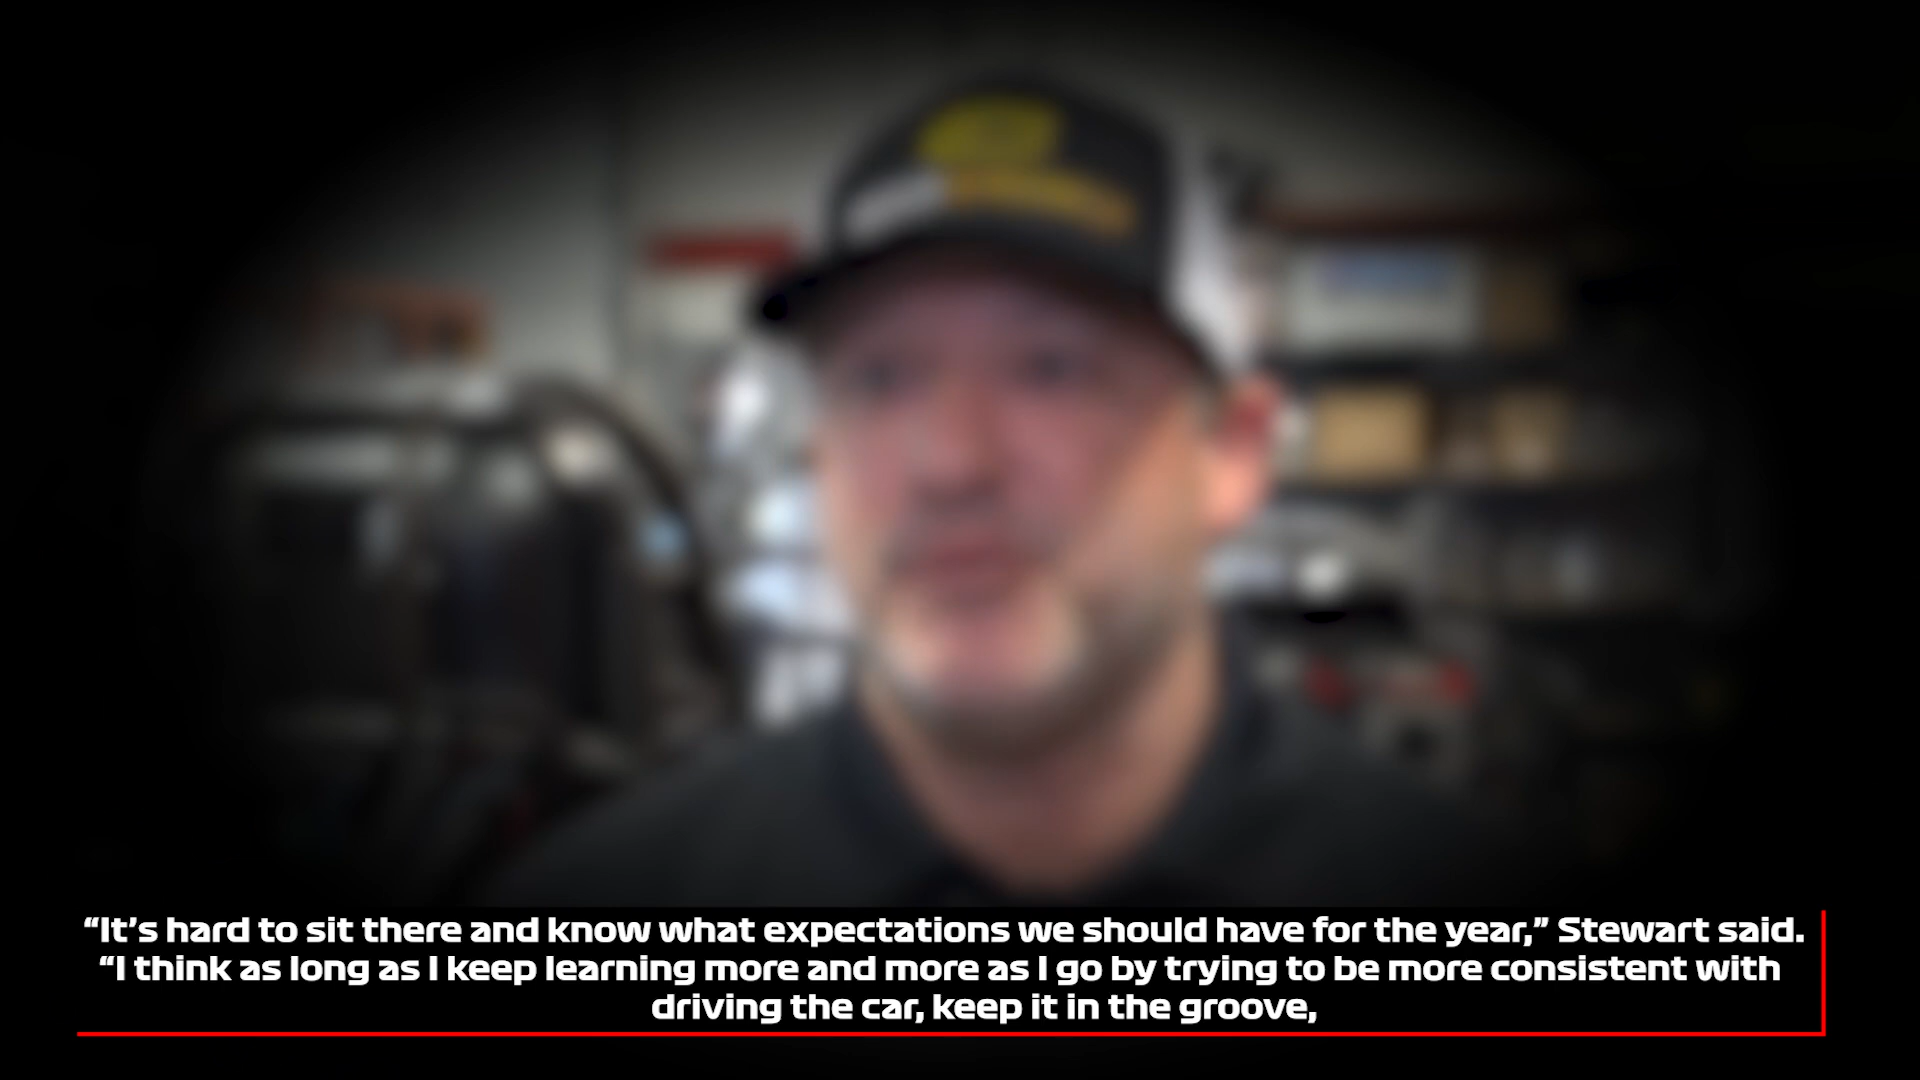 “It’s hard to sit there and know what expectations we should have for the year,” Stewart said.
“I think as long as I keep learning more and more as I go by trying to be more consistent with
driving the car, keep it in the groove,